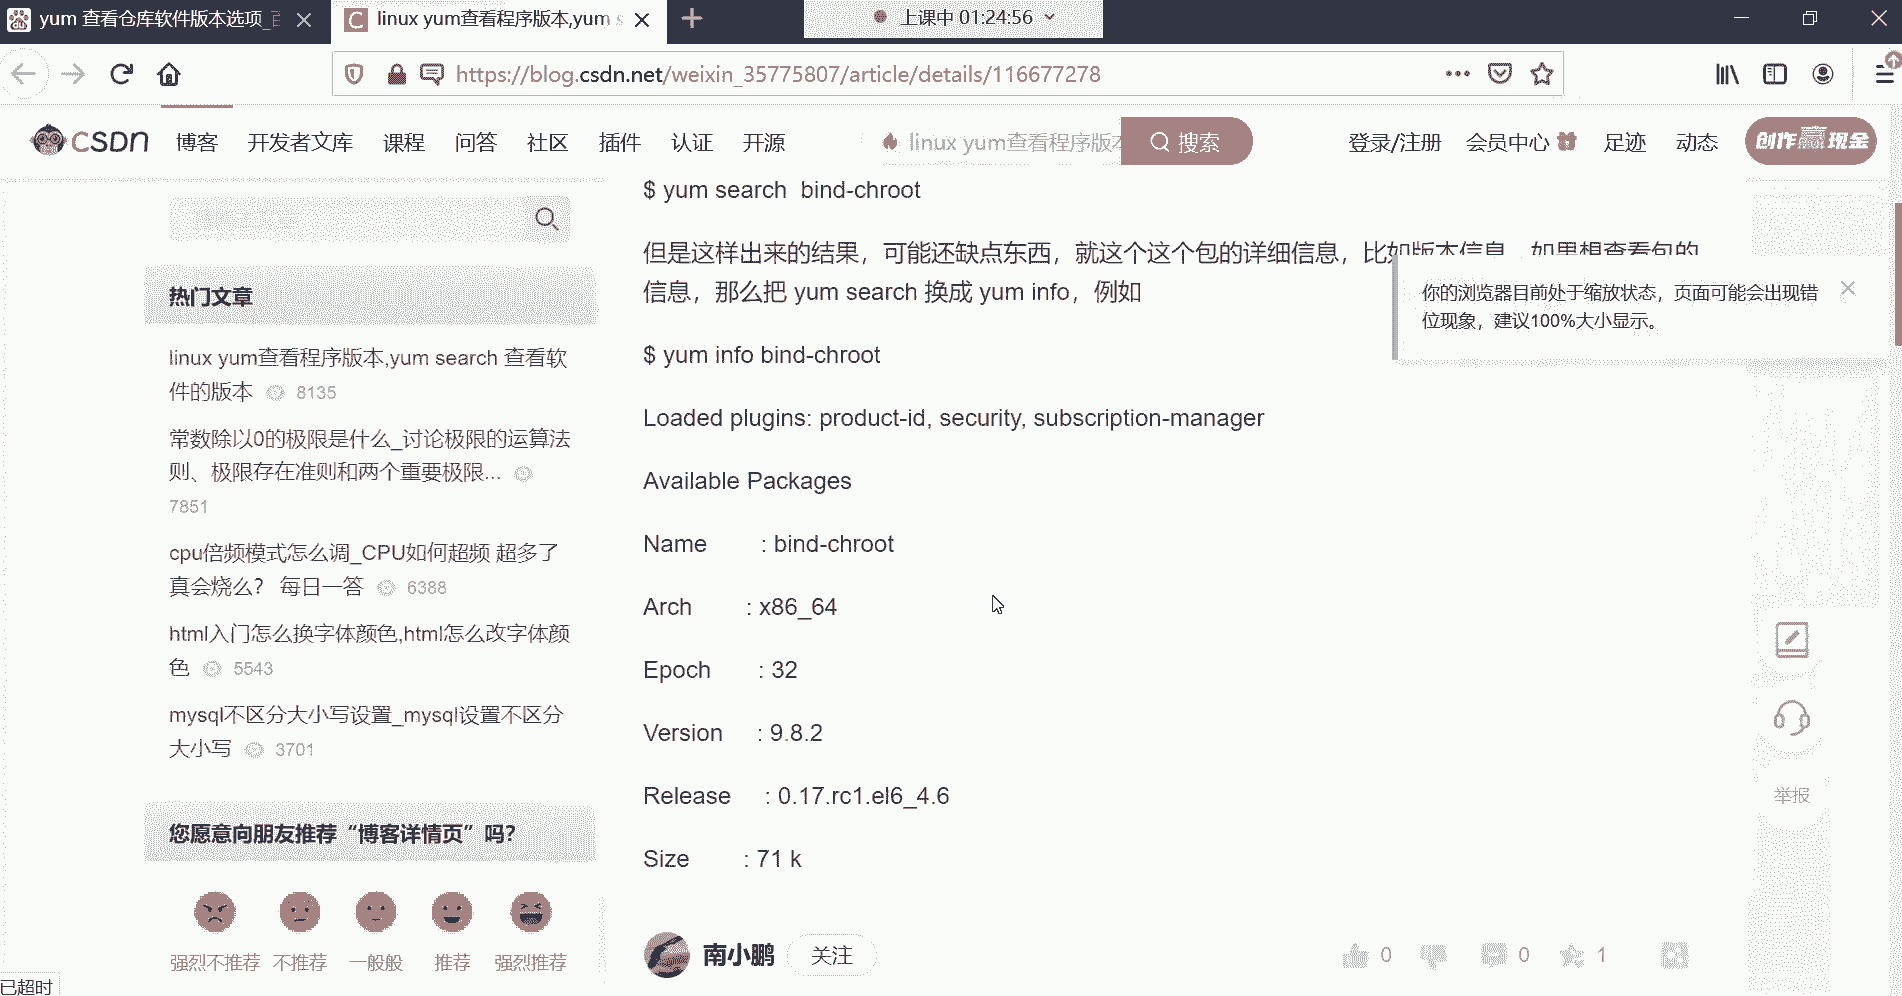 yum 查看仓库软件版本选项_
linux yum查看程序版本,yum s
上课中 01:24:56
https://blog.csdn.net/weixin_35775807/article/details/116677278
CSDN 博客 开发者文库 课程 问答 社区 插件 认证 开源 linux yum查看程序版本 搜索 登录/注册 会员中心 足迹 动态 创作赢现金
热门文章
linux yum查看程序版本,yum search 查看软
件的版本 8135
常数除以0的极限是什么_讨论极限的运算法
则、极限存在准则和两个重要极限...
7851
cpu倍频模式怎么调_CPU如何超频 超多了
真会烧么? 每日一答 6388
html入门怎么换字体颜色,html怎么改字体颜
色 5543
mysql不区分大小写设置_mysql设置不区分
大小写 3701
您愿意向朋友推荐“博客详情页”吗?
强烈不推荐 不推荐 一般般 推荐 强烈推荐
已超时
$ yum search  bind-chroot
但是这样出来的结果，可能还缺点东西，就这个这个包的详细信息，比如版本信息，如果想查看包的
信息，那么把 yum search 换成 yum info，例如
$ yum info bind-chroot
Loaded plugins: product-id, security, subscription-manager
Available Packages
Name : bind-chroot
Arch : x86_64
Epoch : 32
Version : 9.8.2
Release : 0.17.rc1.el6_4.6
Size : 71 k
南小鹏 关注 0 0 1
你的浏览器目前处于缩放状态，页面可能会出现错
位现象，建议100%大小显示。
举报